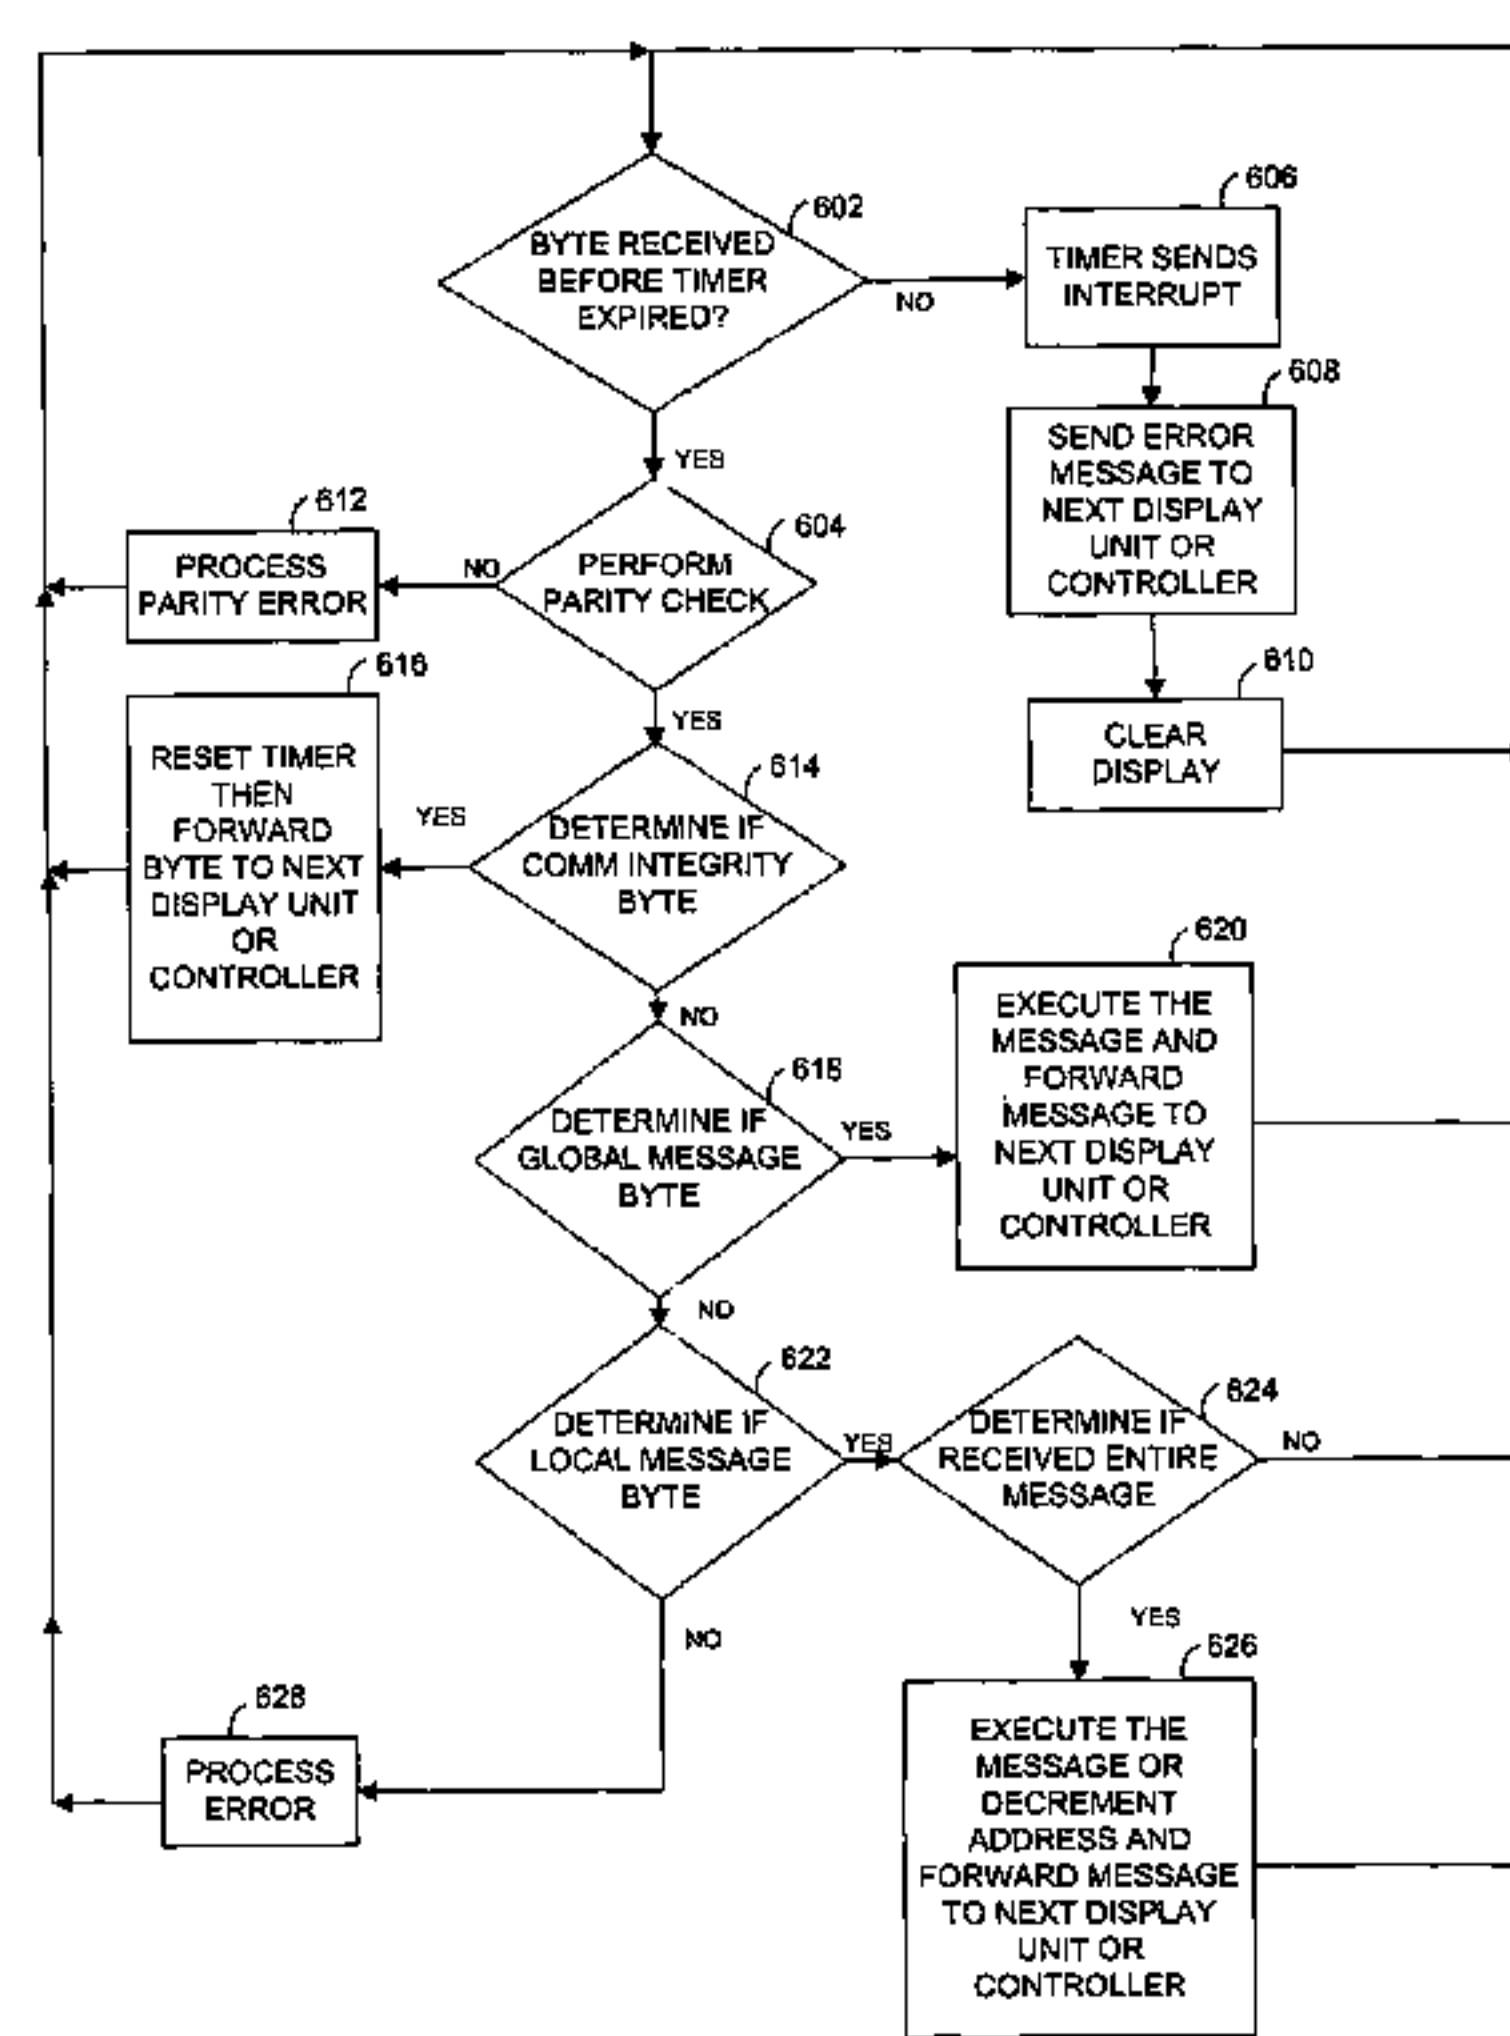 602
BYTE RECEIVED
BEFORE TIMER
EXPIRED?
NO
606
TIMER SENDS
INTERRUPT
608
SEND ERROR
MESSAGE TO
NEXT DISPLAY
UNIT OR
CONTROLLER
610
CLEAR
DISPLAY
YES
604
PERFORM
PARITY CHECK
NO
612
PROCESS
PARITY ERROR
YES
614
DETERMINE IF
COMM INTEGRITY
BYTE
YES
616
RESET TIMER
THEN
FORWARD
BYTE TO NEXT
DISPLAY UNIT
OR
CONTROLLER
NO
618
DETERMINE IF
GLOBAL MESSAGE
BYTE
YES
620
EXECUTE THE
MESSAGE AND
FORWARD
MESSAGE TO
NEXT DISPLAY
UNIT OR
CONTROLLER
NO
622
DETERMINE IF
LOCAL MESSAGE
BYTE
YES
624
DETERMINE IF
RECEIVED ENTIRE
MESSAGE
NO
YES
626
EXECUTE THE
MESSAGE OR
DECREMENT
ADDRESS AND
FORWARD MESSAGE
TO NEXT DISPLAY
UNIT OR
CONTROLLER
NO
628
PROCESS
ERROR